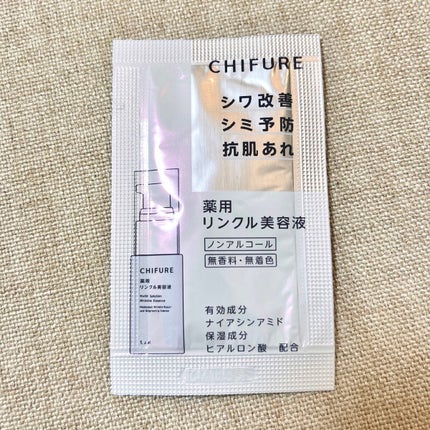 CHIFURE
シワ改善
シミ予防
抗肌あれ
薬用
リンクル美容液
ノンアルコール
無香料・無着色
CHIFURE
薬用
リンクル美容液
有効成分
ナイアシンアミド
保湿成分
ヒアルロン酸 配合